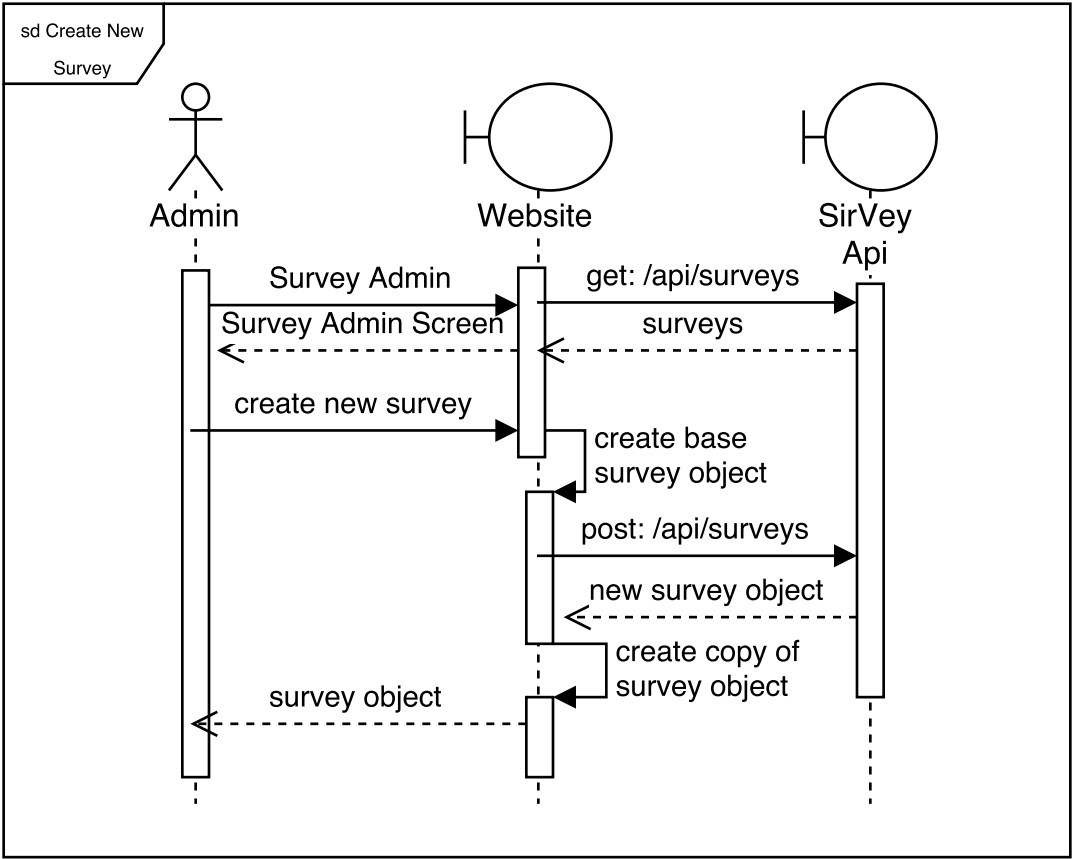 sd Create New
Survey
Admin
Website
SirVey
Api
Survey Admin
get: /api/surveys
Survey Admin Screen
surveys
create new survey
create base
survey object
post: /api/surveys
new survey object
create copy of
survey object
survey object